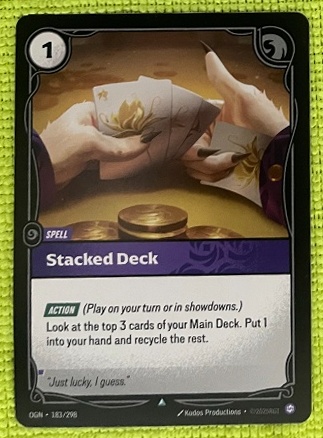 1
SPELL
Stacked Deck
ACTION (Play on your turn or in showdowns.)
Look at the top 3 cards of your Main Deck. Put 1
into your hand and recycle the rest.
"Just lucky, I guess."
OGN • 183/298
Kudos Productions